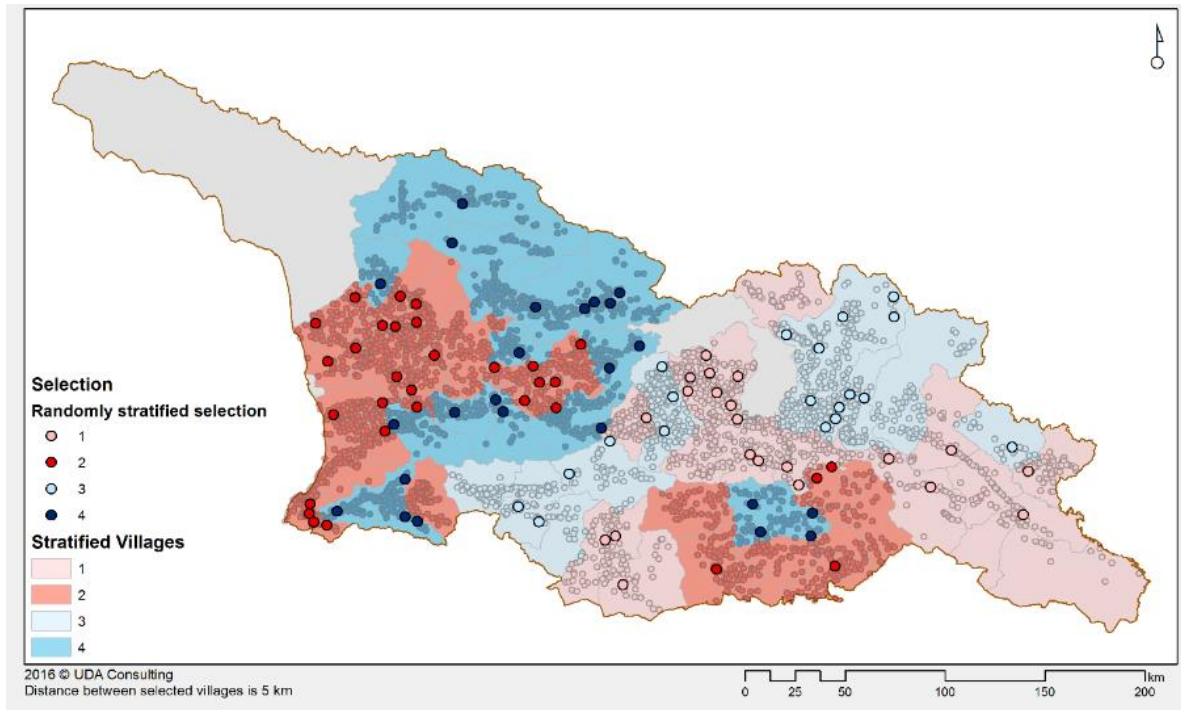 Selection
Randomly stratified selection
1
2
3
4
Stratified Villages
1
2
3
4
2016 © UDA Consulting
Distance between selected villages is 5 km
km
0 25 50 100 150 200